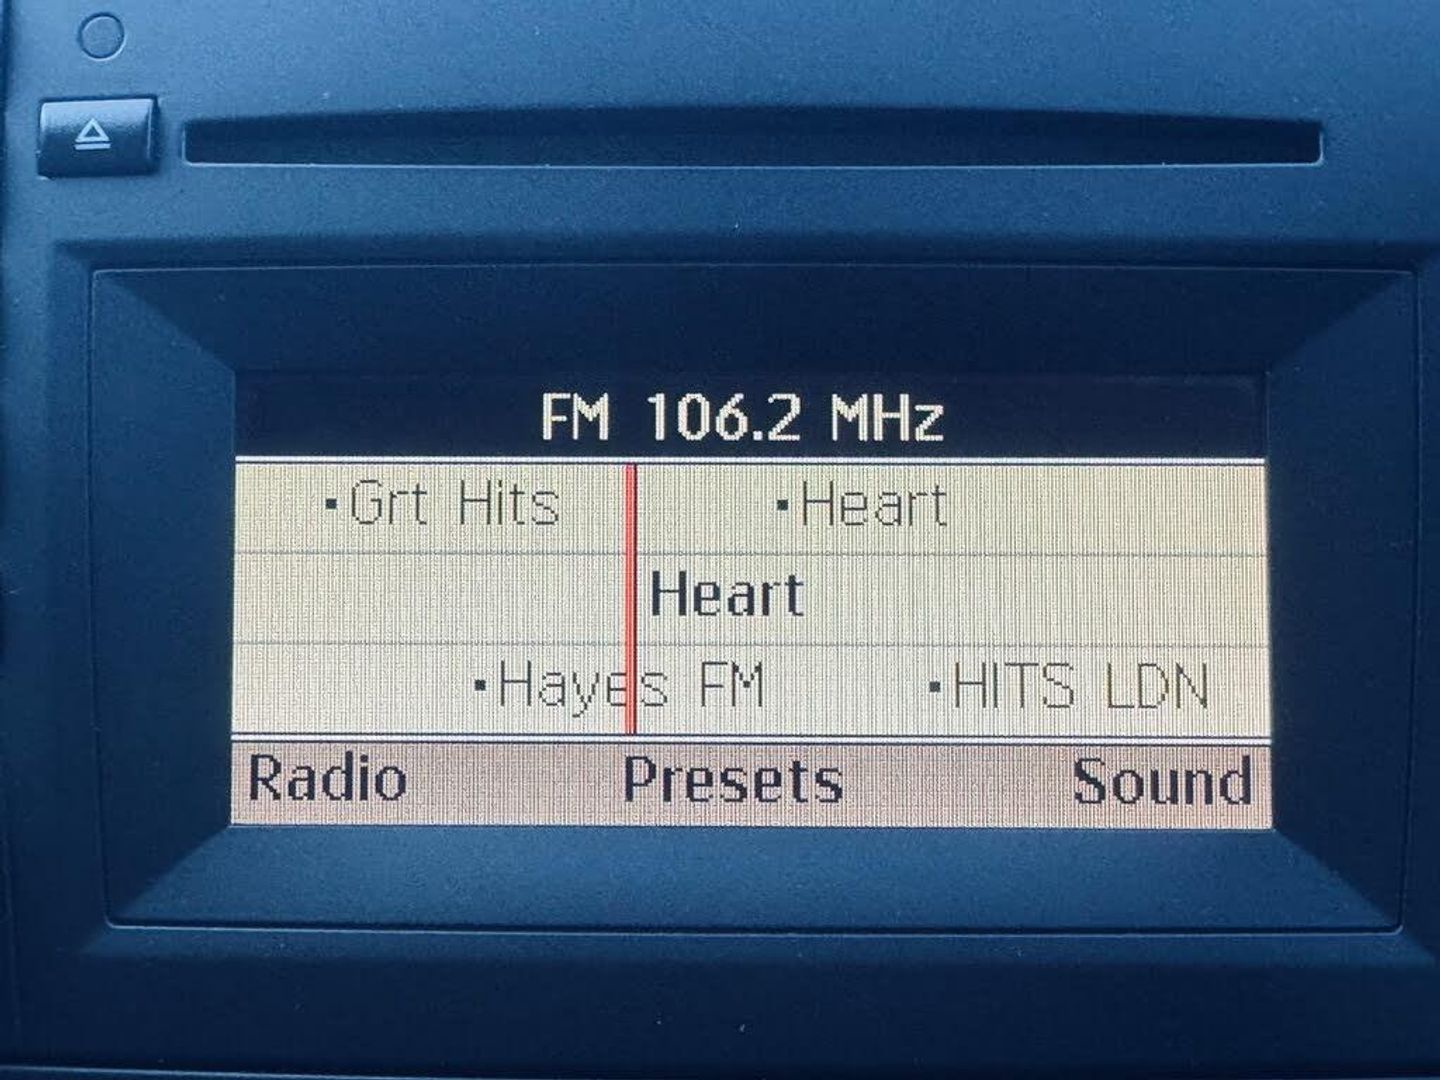 FM 106.2 MHz
·Grt Hits ·Heart
Heart
·Hayes FM ·HITS LDN
Radio Presets Sound